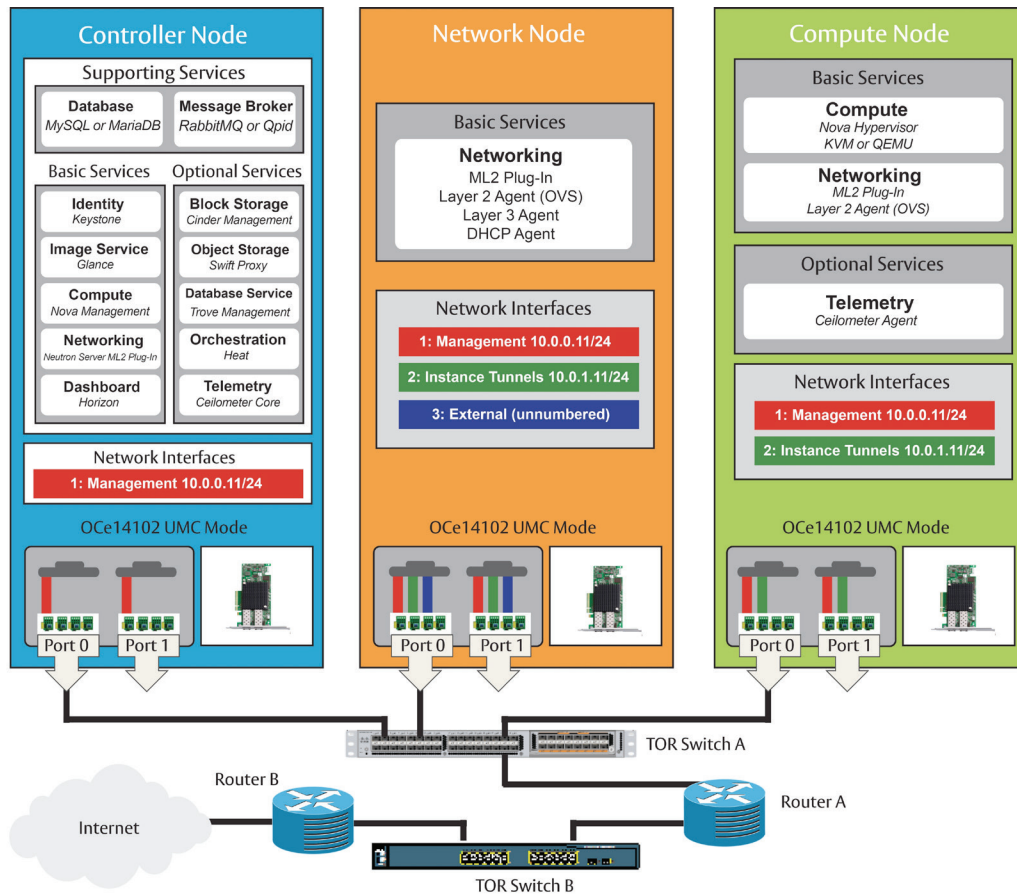 Controller Node
Supporting Services
Database
MySQL or MariaDB
Message Broker
RabbitMQ or Qpid
Basic Services
Identity
Keystone
Image Service
Glance
Compute
Nova Management
Networking
Neutron Server ML2 Plug-In
Dashboard
Horizon
Optional Services
Block Storage
Cinder Management
Object Storage
Swift Proxy
Database Service
Trove Management
Orchestration
Heat
Telemetry
Ceilometer Core
Network Interfaces
1: Management 10.0.0.11/24
OCe14102 UMC Mode
Port 0
Port 1
Network Node
Basic Services
Networking
ML2 Plug-In
Layer 2 Agent (OVS)
Layer 3 Agent
DHCP Agent
Network Interfaces
1: Management 10.0.0.11/24
2: Instance Tunnels 10.0.1.11/24
3: External (unnumbered)
OCe14102 UMC Mode
Port 0
Port 1
Compute Node
Basic Services
Compute
Nova Hypervisor
KVM or QEMU
Networking
ML2 Plug-In
Layer 2 Agent (OVS)
Optional Services
Telemetry
Ceilometer Agent
Network Interfaces
1: Management 10.0.0.11/24
2: Instance Tunnels 10.0.1.11/24
OCe14102 UMC Mode
Port 0
Port 1
TOR Switch A
Router B
Router A
Internet
TOR Switch B